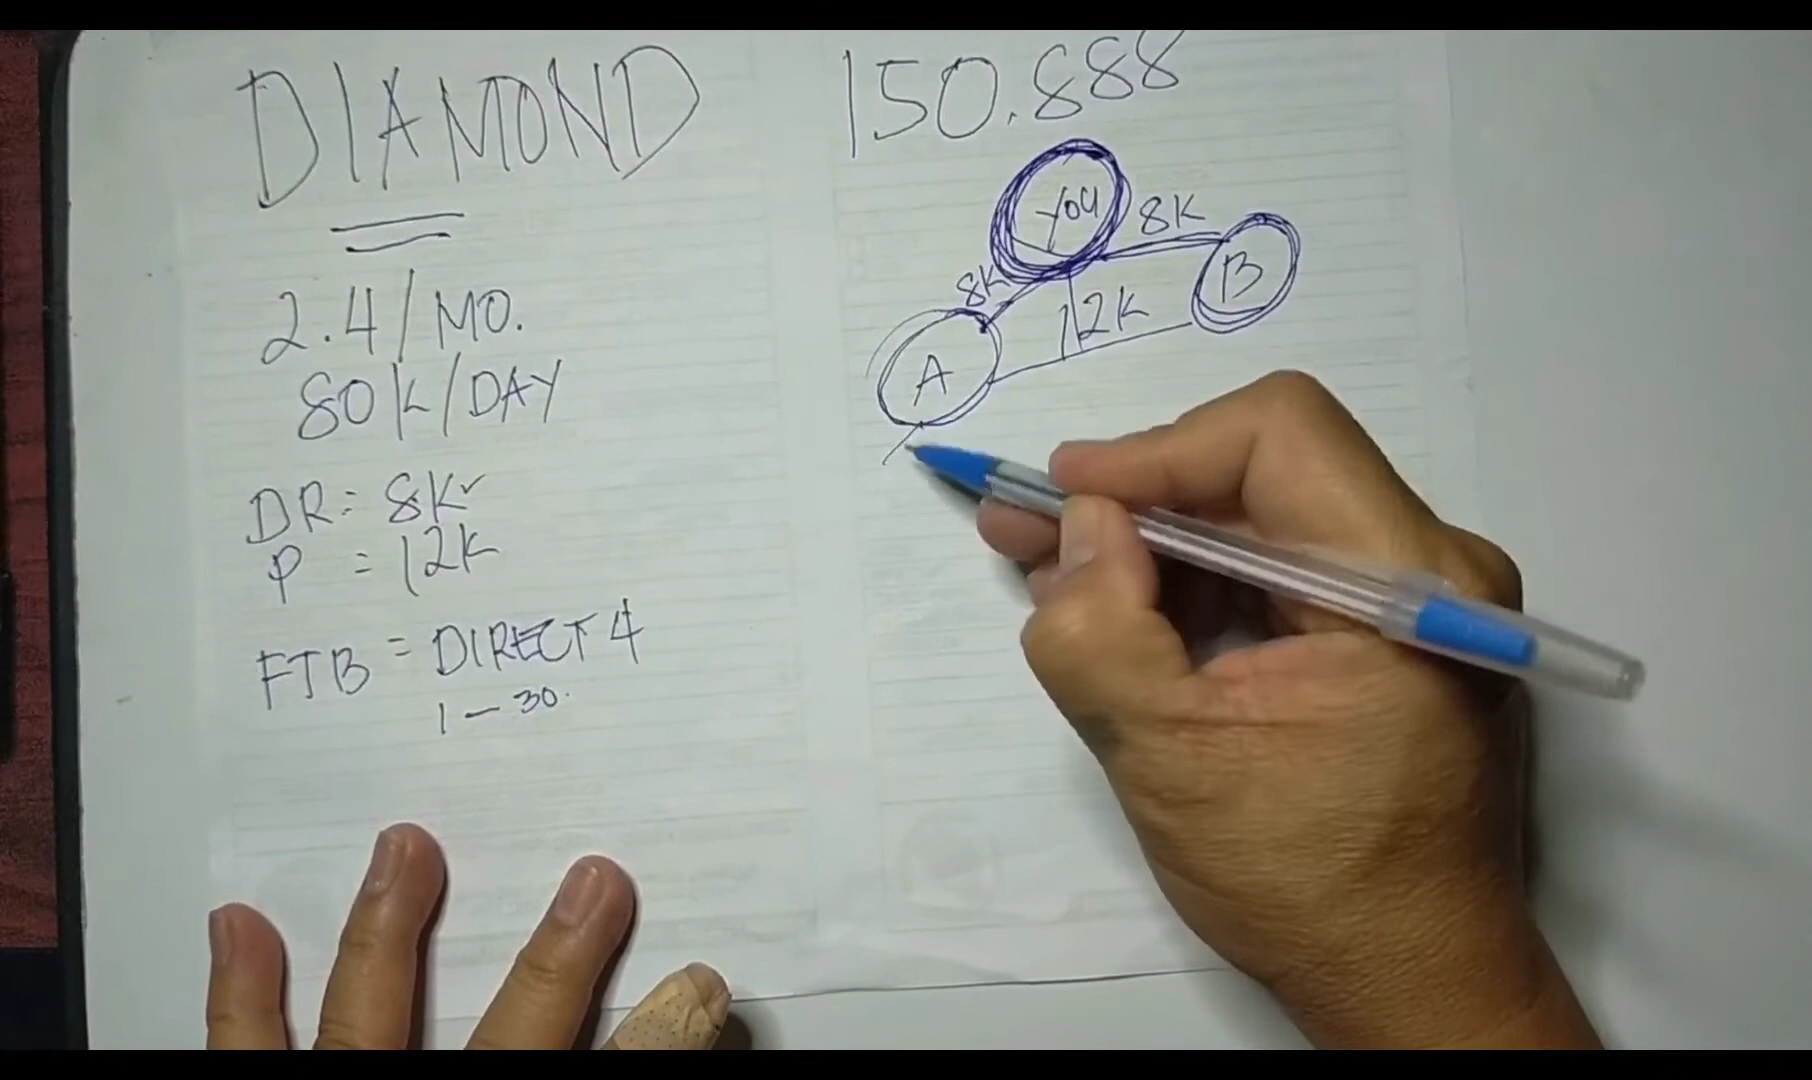 DIAMOND
2.4/MO.
80K/DAY
DR: 8K✓
P = 12K
FTB = DIRECT 4
1 — 30.
150.888
YOU
8K
B
8K
12K
A